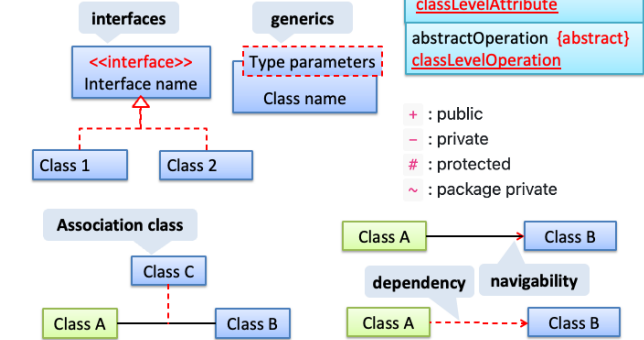 interfaces
<<interface>>
Interface name
Class 1
Class 2
generics
Type parameters
Class name
classLevelAttribute
abstractOperation {abstract}
classLevelOperation
+ : public
– : private
# : protected
~ : package private
Association class
Class C
Class A
Class B
Class A
Class B
navigability
dependency
Class A
Class B